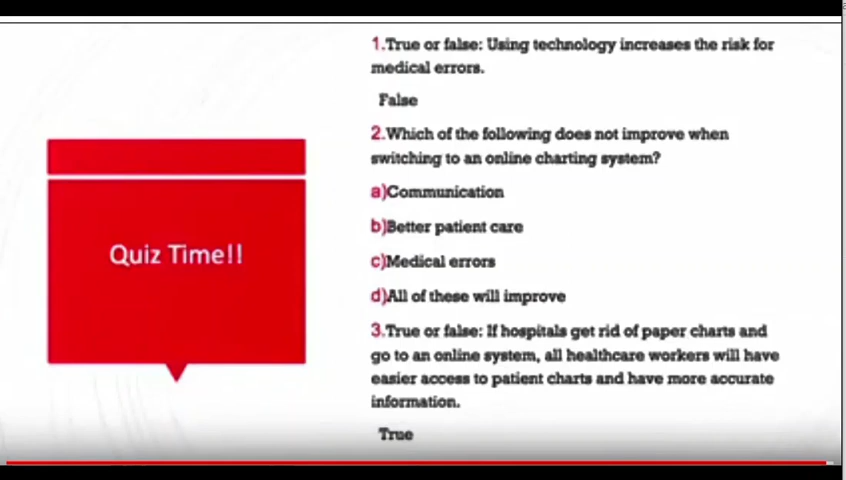 Quiz Time!!
1.True or false: Using technology increases the risk for
medical errors.
False
2.Which of the following does not improve when
switching to an online charting system?
a)Communication
b)Better patient care
c)Medical errors
d)All of these will improve
3.True or false: If hospitals get rid of paper charts and
go to an online system, all healthcare workers will have
easier access to patient charts and have more accurate
information.
True